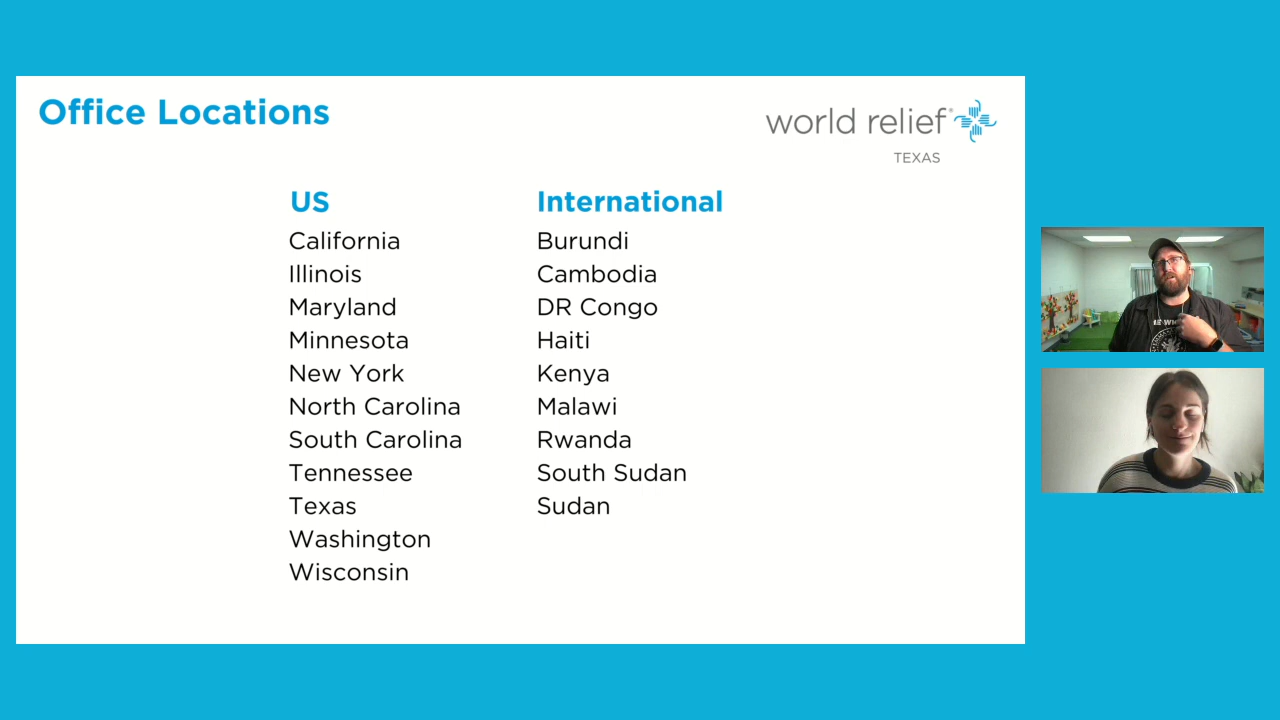 Office Locations
world relief®
TEXAS
US
California
Illinois
Maryland
Minnesota
New York
North Carolina
South Carolina
Tennessee
Texas
Washington
Wisconsin
International
Burundi
Cambodia
DR Congo
Haiti
Kenya
Malawi
Rwanda
South Sudan
Sudan